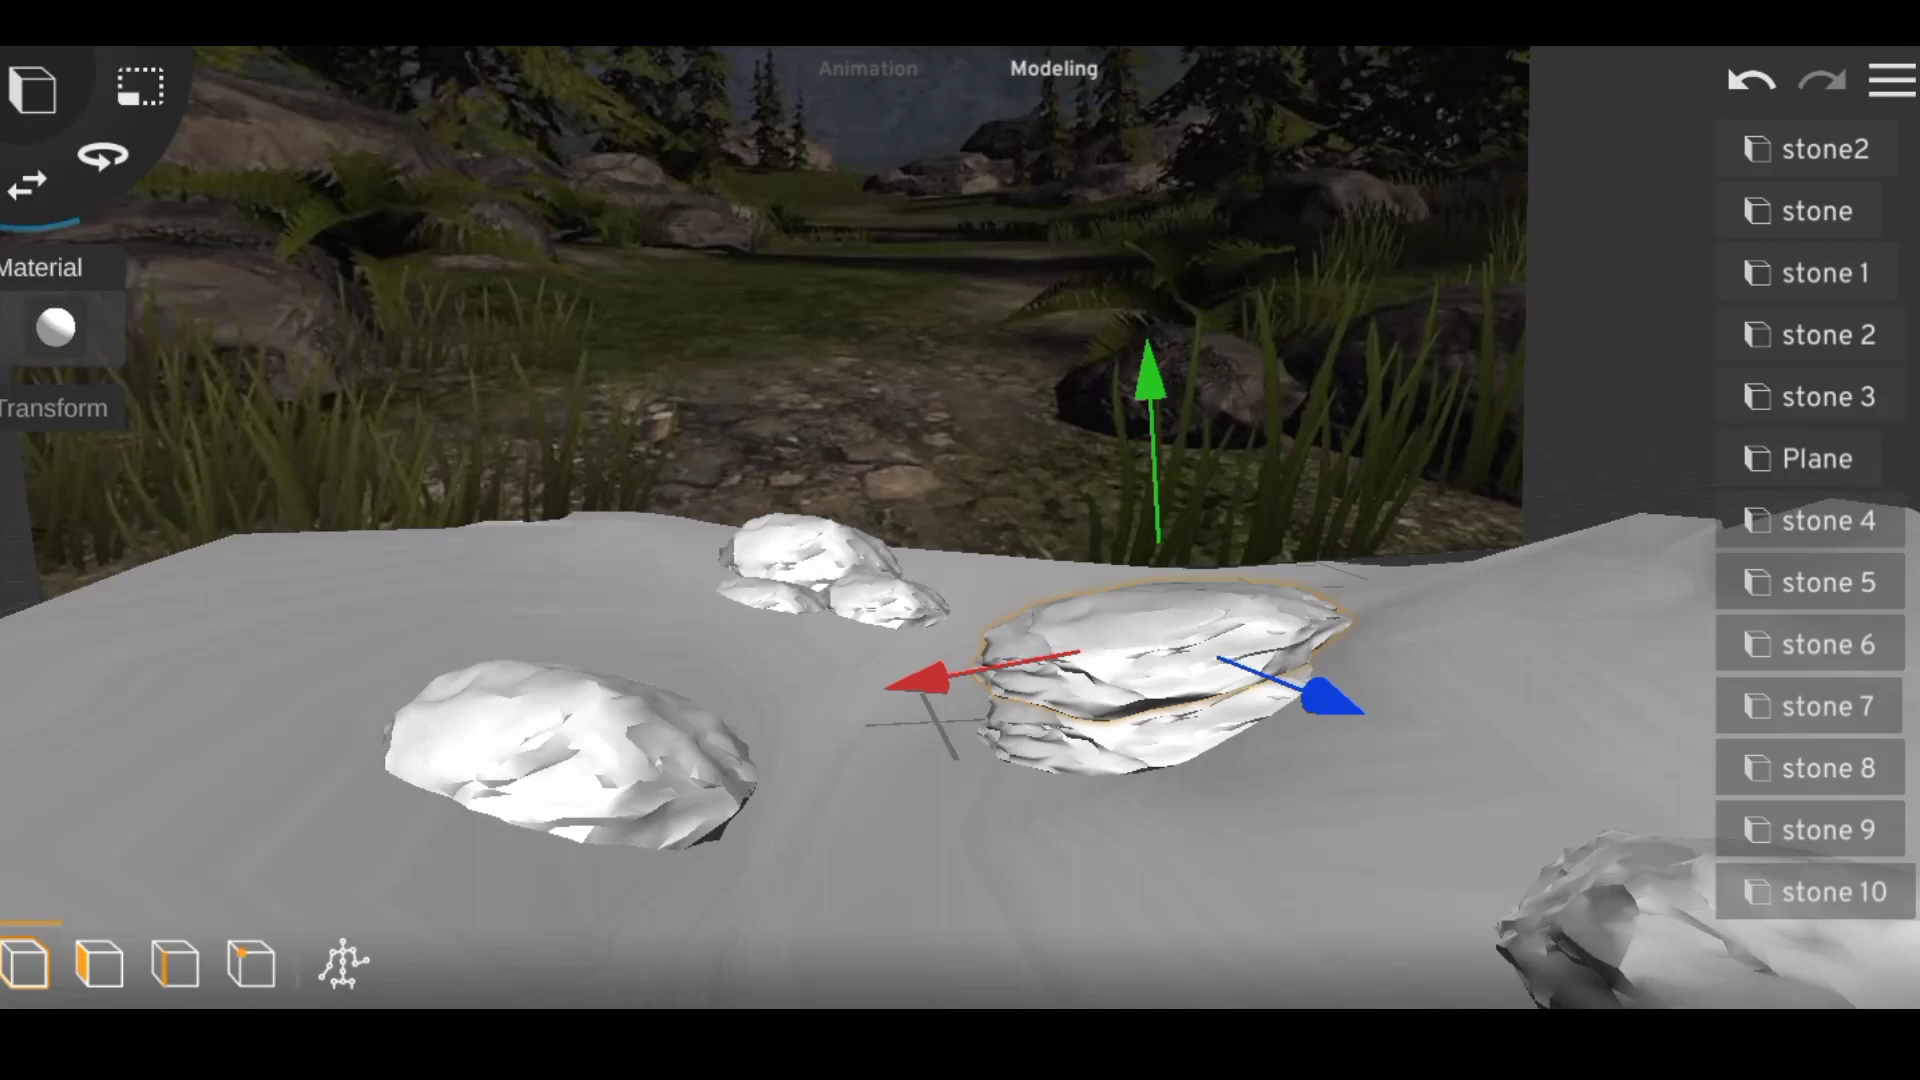 Animation
Modeling
Material
Transform
stone2
stone
stone 1
stone 2
stone 3
Plane
stone 4
stone 5
stone 6
stone 7
stone 8
stone 9
stone 10